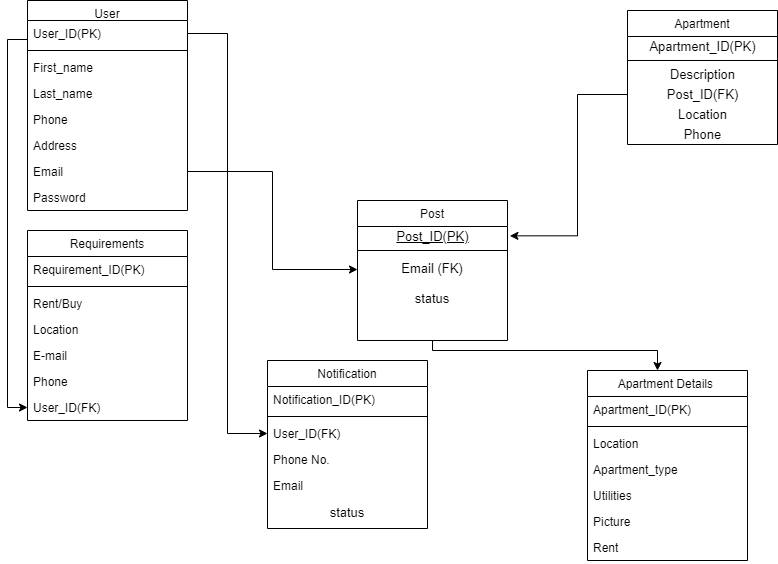 User
User_ID(PK)
First_name
Last_name
Phone
Address
Email
Password
Requirements
Requirement_ID(PK)
Rent/Buy
Location
E-mail
Phone
User_ID(FK)
Notification
Notification_ID(PK)
User_ID(FK)
Phone No.
Email
status
Post
Post_ID(PK)
Email (FK)
status
Apartment
Apartment_ID(PK)
Description
Post_ID(FK)
Location
Phone
Apartment Details
Apartment_ID(PK)
Location
Apartment_type
Utilities
Picture
Rent